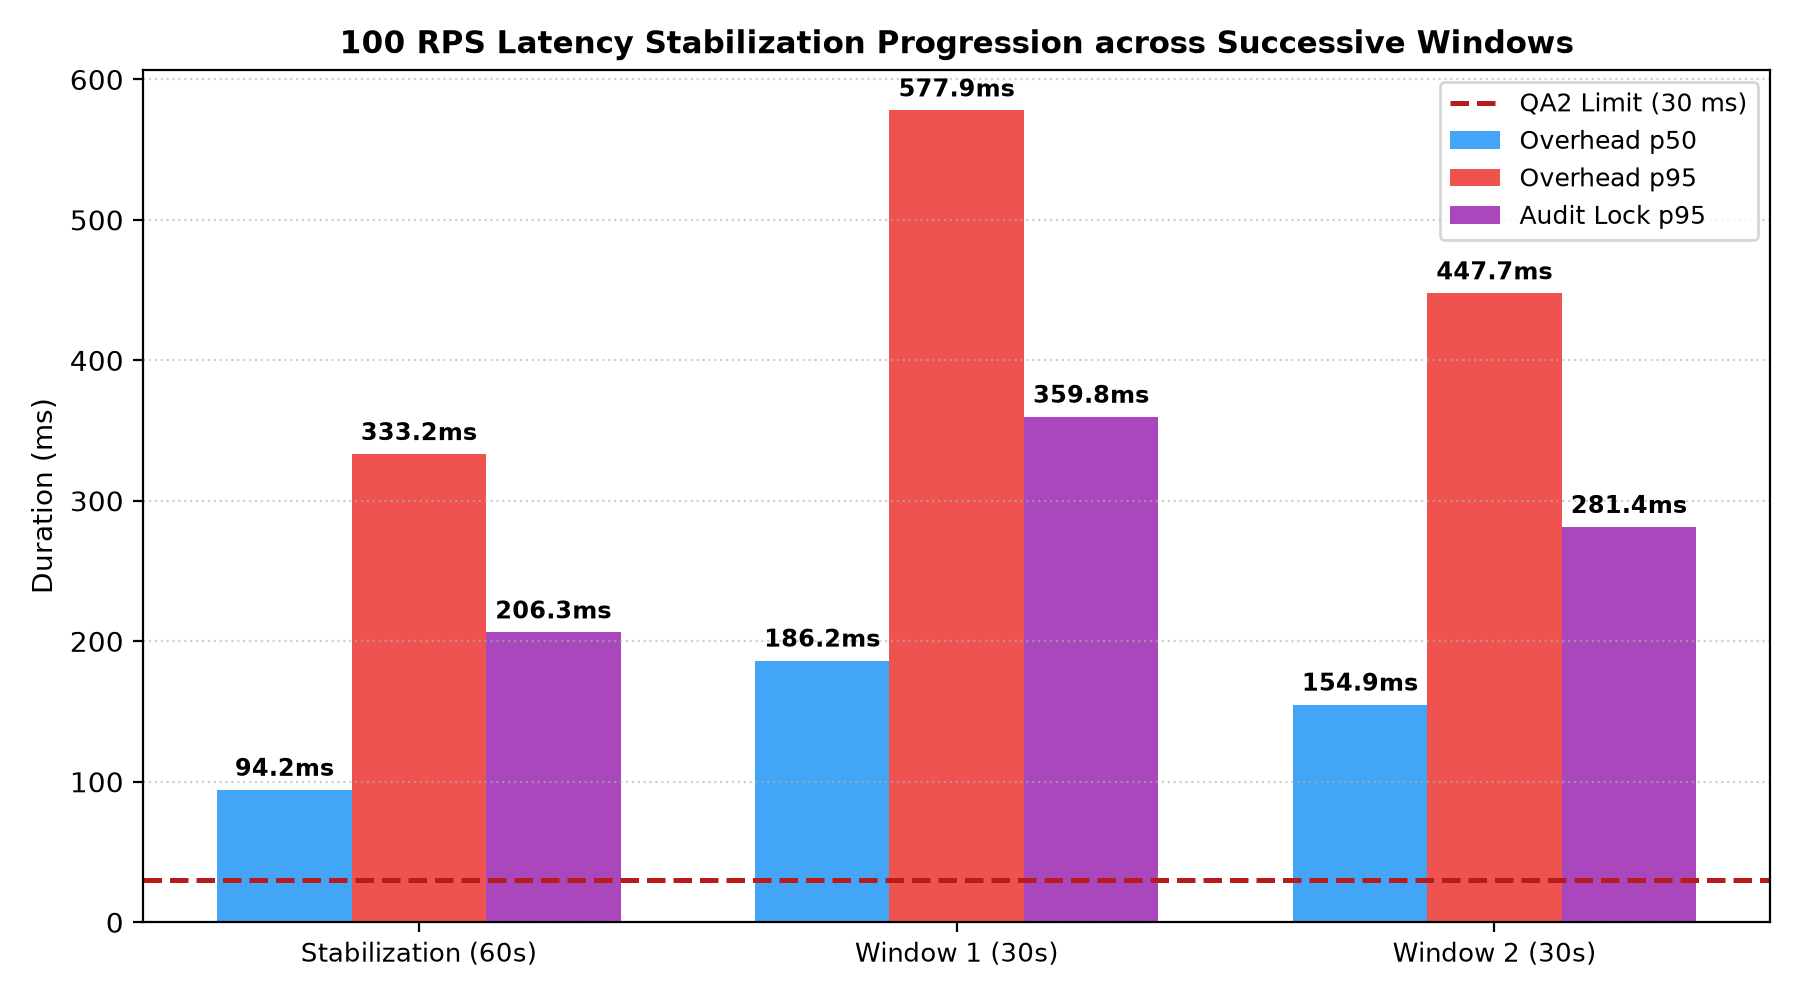 100 RPS Latency Stabilization Progression across Successive Windows
QA2 Limit (30 ms)
Overhead p50
Overhead p95
Audit Lock p95
Duration (ms)
600
500
400
300
200
100
0
94.2ms
333.2ms
206.3ms
186.2ms
577.9ms
359.8ms
154.9ms
447.7ms
281.4ms
Stabilization (60s)
Window 1 (30s)
Window 2 (30s)